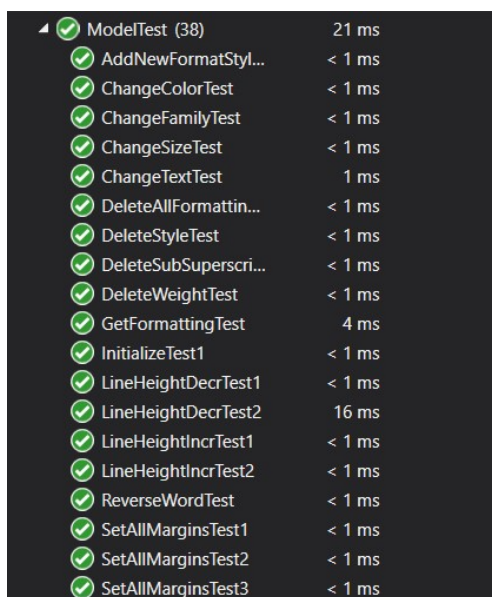 ModelTest (38) 21 ms
AddNewFormatStyl... < 1 ms
ChangeColorTest < 1 ms
ChangeFamilyTest < 1 ms
ChangeSizeTest < 1 ms
ChangeTextTest 1 ms
DeleteAllFormattin... < 1 ms
DeleteStyleTest < 1 ms
DeleteSubSuperscri... < 1 ms
DeleteWeightTest < 1 ms
GetFormattingTest 4 ms
InitializeTest1 < 1 ms
LineHeightDecrTest1 < 1 ms
LineHeightDecrTest2 16 ms
LineHeightIncrTest1 < 1 ms
LineHeightIncrTest2 < 1 ms
ReverseWordTest < 1 ms
SetAllMarginsTest1 < 1 ms
SetAllMarginsTest2 < 1 ms
SetAllMarginsTest3 < 1 ms